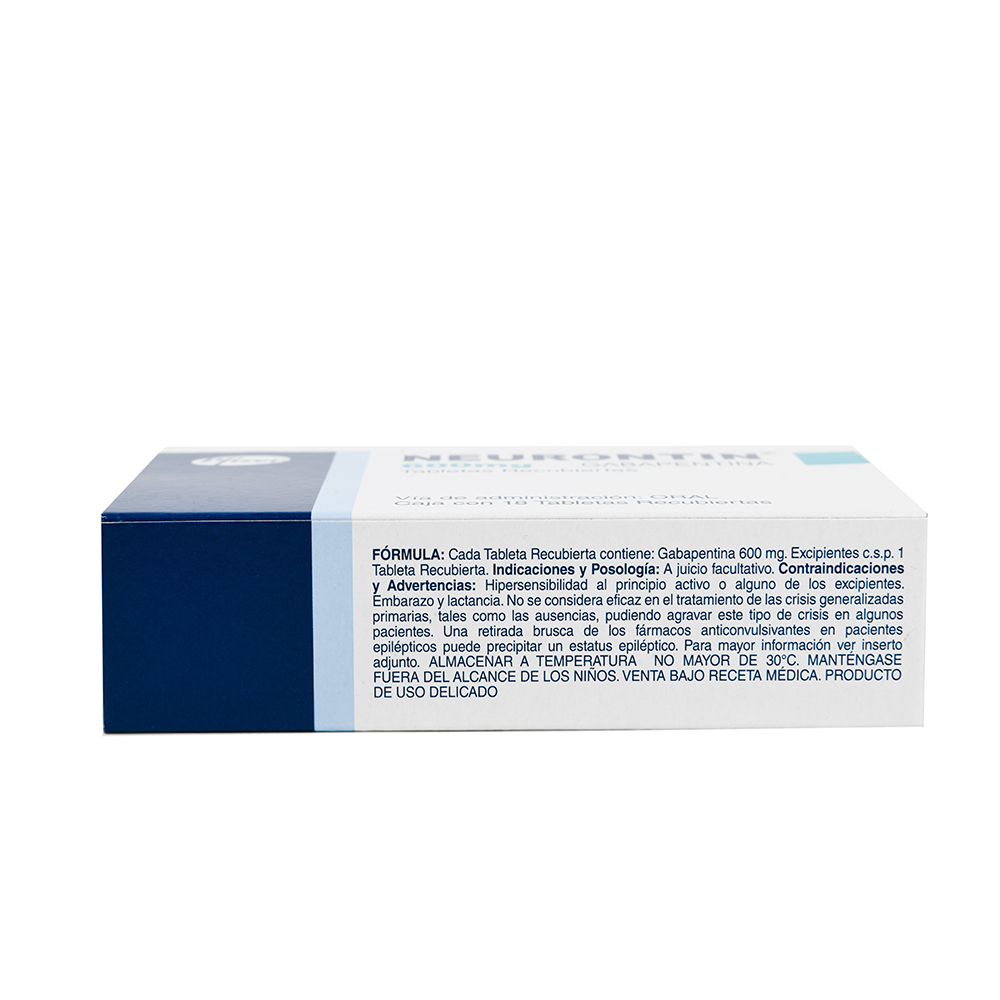 Pfizer
NEURONTIN®
600mg GABAPENTINA
Tabletas Recubiertas
Vía de administración: ORAL
Caja con 18 Tabletas Recubiertas
FÓRMULA: Cada Tableta Recubierta contiene: Gabapentina 600 mg. Excipientes c.s.p. 1
Tableta Recubierta. Indicaciones y Posología: A juicio facultativo. Contraindicaciones
y Advertencias: Hipersensibilidad al principio activo o alguno de los excipientes.
Embarazo y lactancia. No se considera eficaz en el tratamiento de las crisis generalizadas
primarias, tales como las ausencias, pudiendo agravar este tipo de crisis en algunos
pacientes. Una retirada brusca de los fármacos anticonvulsivantes en pacientes
epilépticos puede precipitar un estatus epiléptico. Para mayor información ver inserto
adjunto. ALMACENAR A TEMPERATURA NO MAYOR DE 30°C. MANTÉNGASE
FUERA DEL ALCANCE DE LOS NIÑOS. VENTA BAJO RECETA MÉDICA. PRODUCTO
DE USO DELICADO